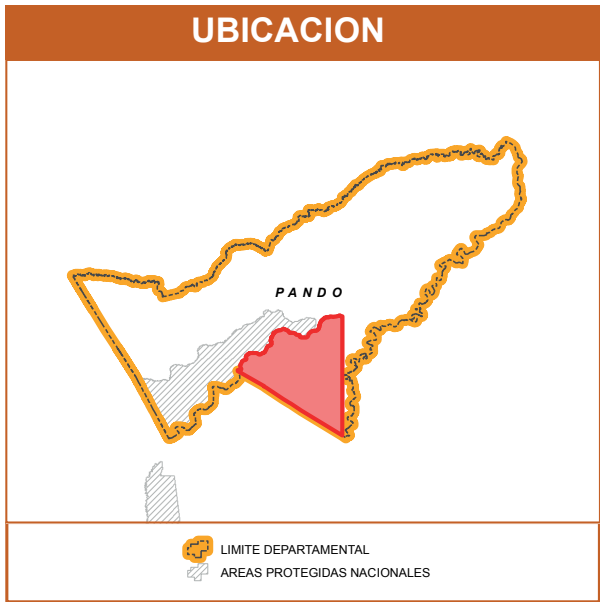 UBICACION
PANDO
LIMITE DEPARTAMENTAL
AREAS PROTEGIDAS NACIONALES